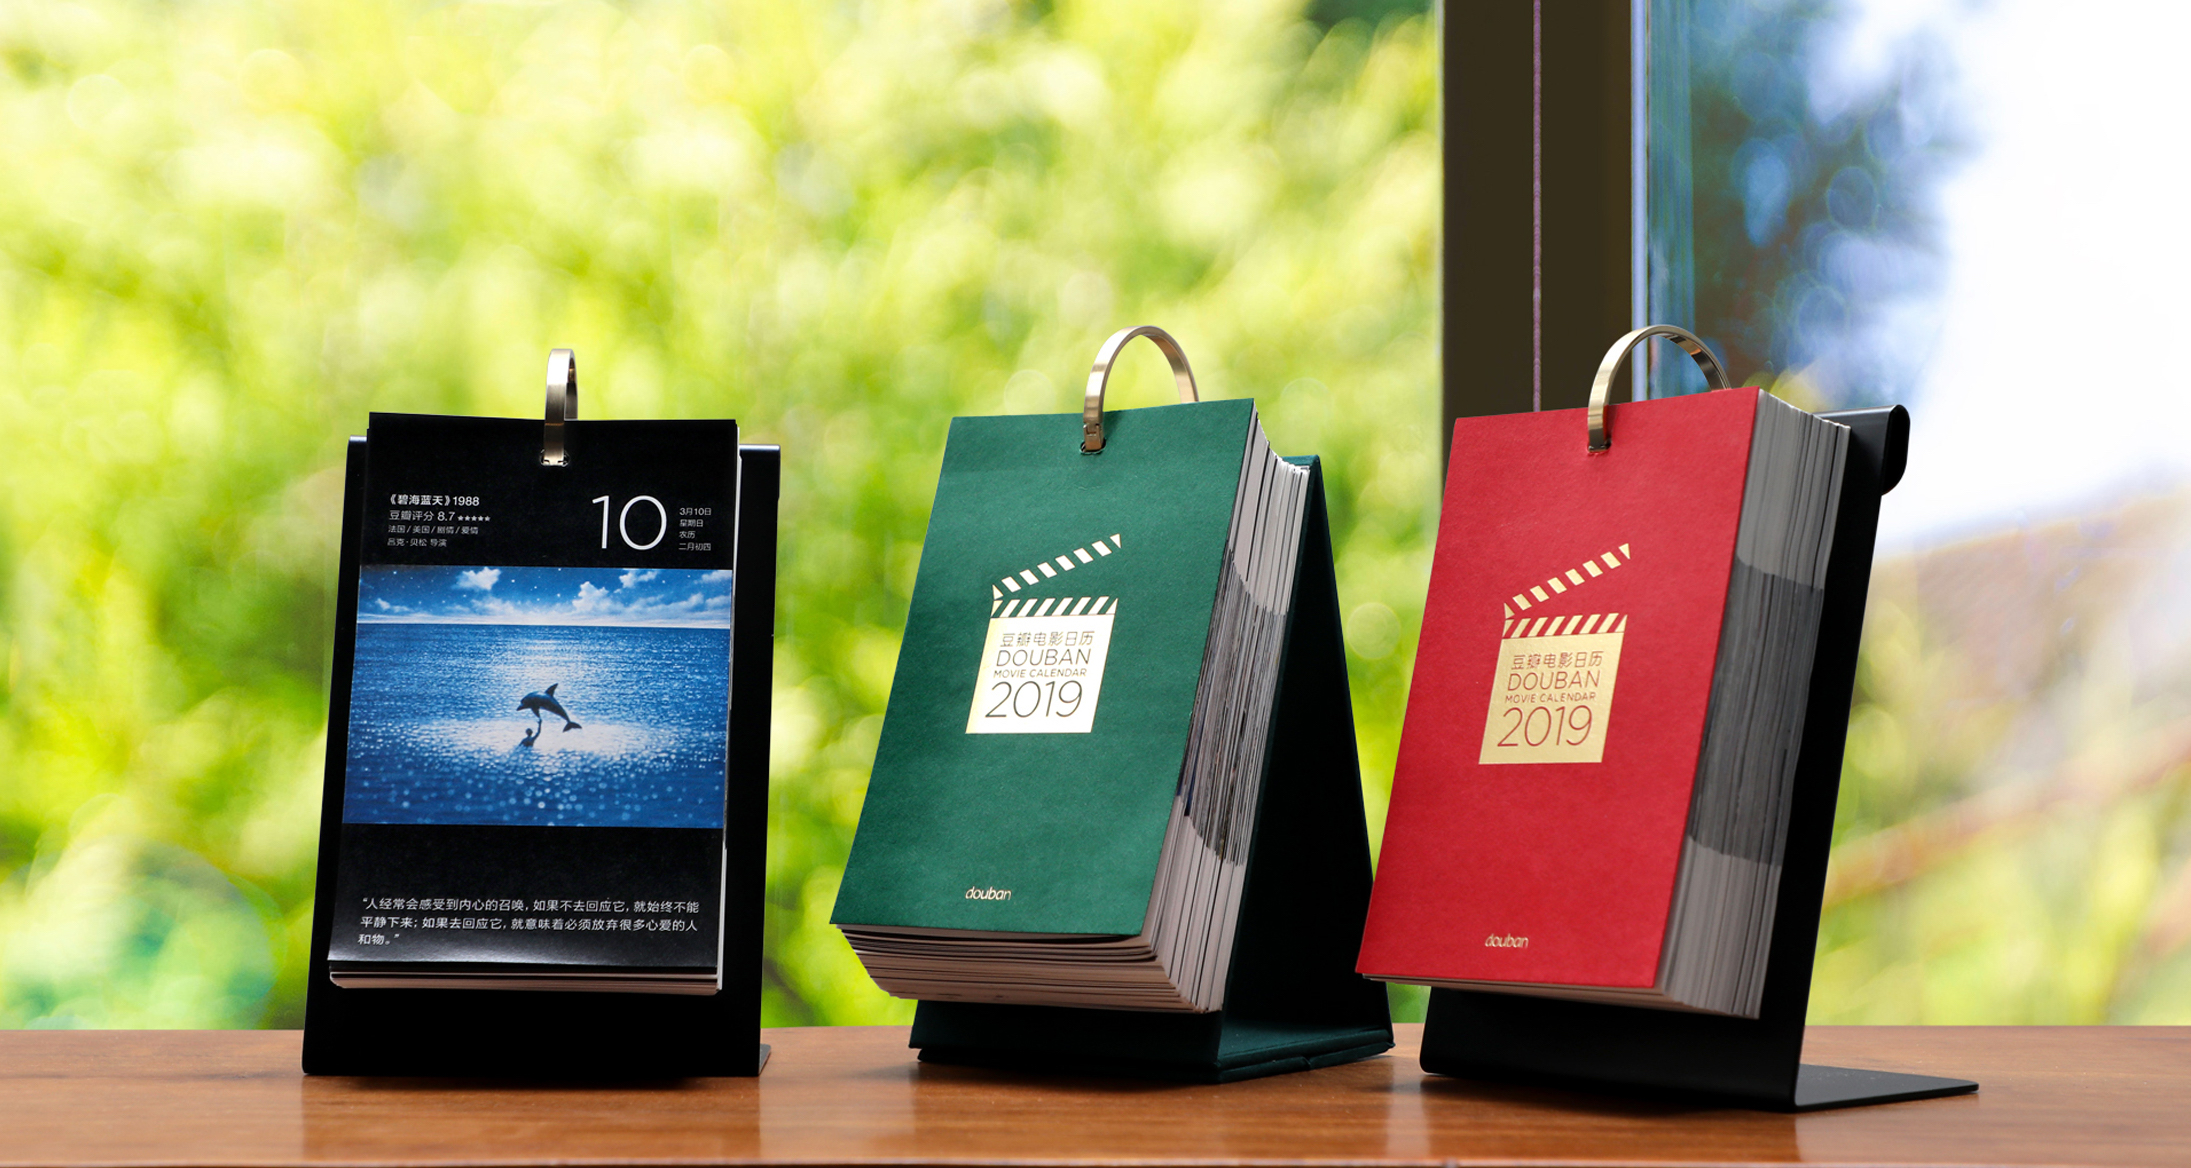 《碧海蓝天》1988
豆瓣评分 8.7 ★★★★★
法国 / 美国 / 剧情 / 爱情
吕克·贝松 导演
10
3月10日
星期日
农历
二月初四
“人经常会感受到内心的召唤，如果不去回应它，就始终不能
平静下来；如果去回应它，就意味着必须放弃很多心爱的人
和物。”
豆瓣电影日历
DOUBAN
MOVIE CALENDAR
2019
douban
豆瓣电影日历
DOUBAN
MOVIE CALENDAR
2019
douban